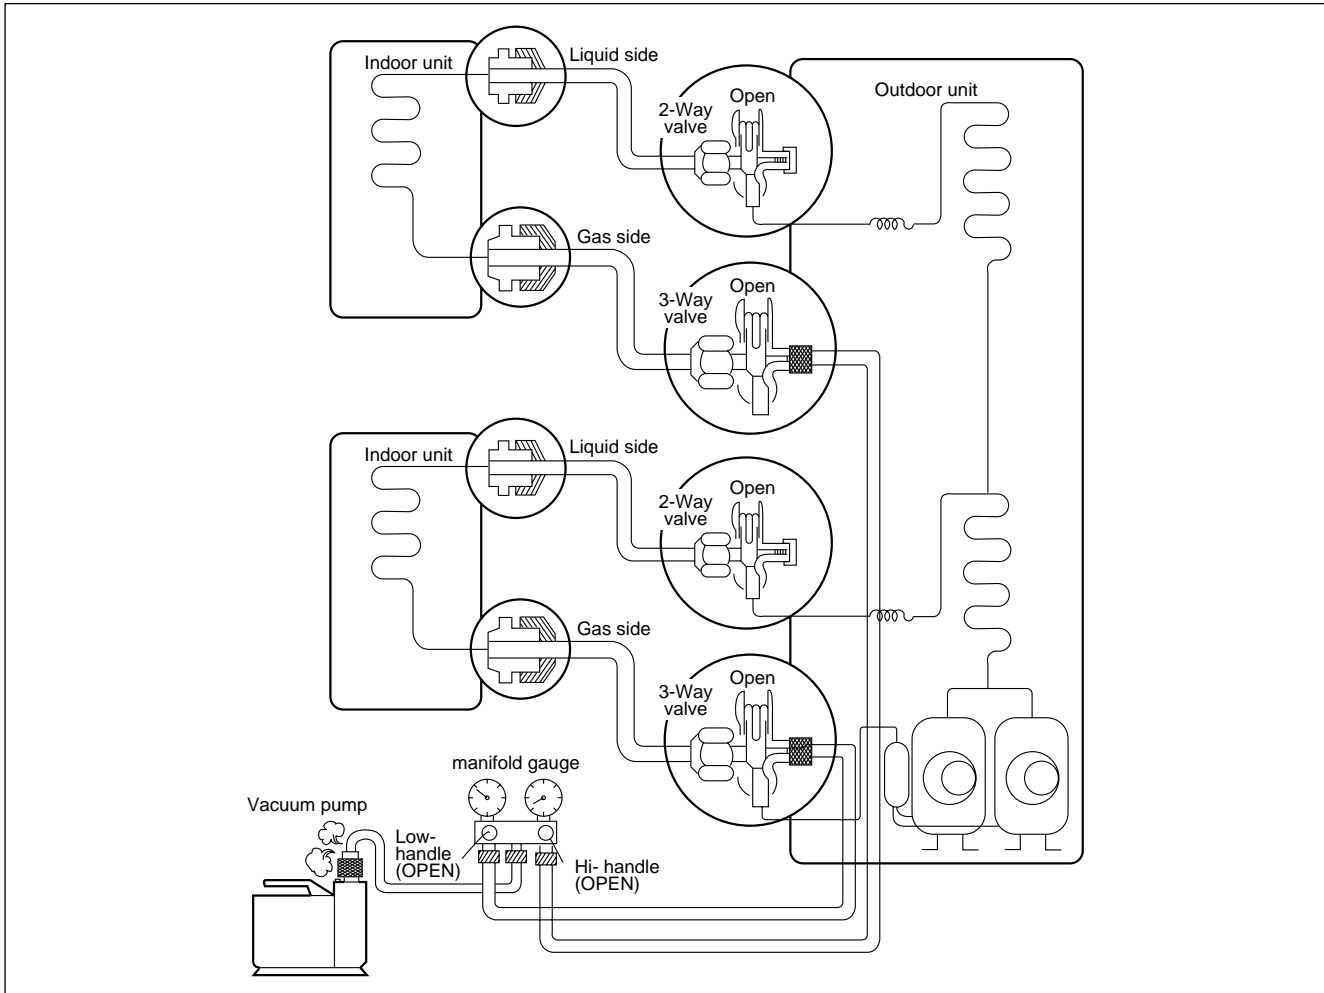 Indoor unit
Liquid side
2-Way
valve
Open
Outdoor unit
Gas side
3-Way
valve
Open
Indoor unit
Liquid side
2-Way
valve
Open
Gas side
3-Way
valve
Open
manifold gauge
Vacuum pump
Low-
handle
(OPEN)
Hi- handle
(OPEN)